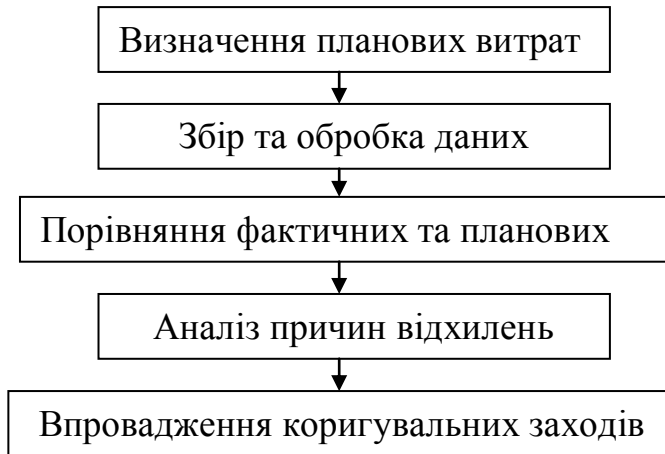 Визначення планових витрат
Збір та обробка даних
Порівняння фактичних та планових
Аналіз причин відхилень
Впровадження коригувальних заходів